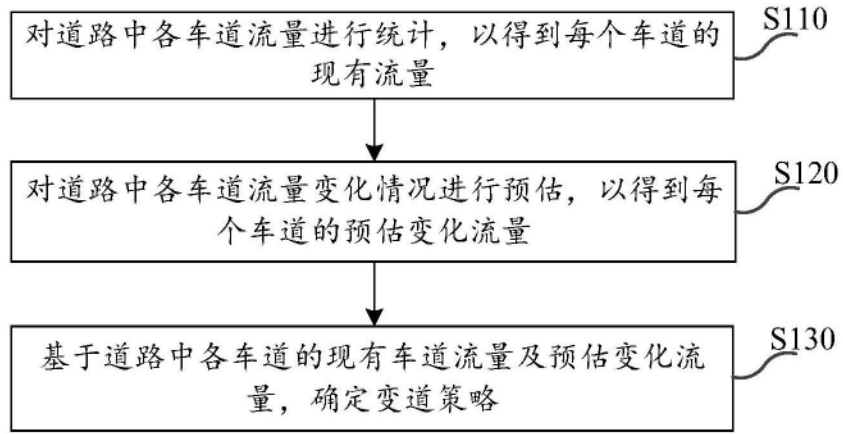 S110
对道路中各车道流量进行统计，以得到每个车道的
现有流量
S120
对道路中各车道流量变化情况进行预估，以得到每
个车道的预估变化流量
S130
基于道路中各车道的现有车道流量及预估变化流
量，确定变道策略